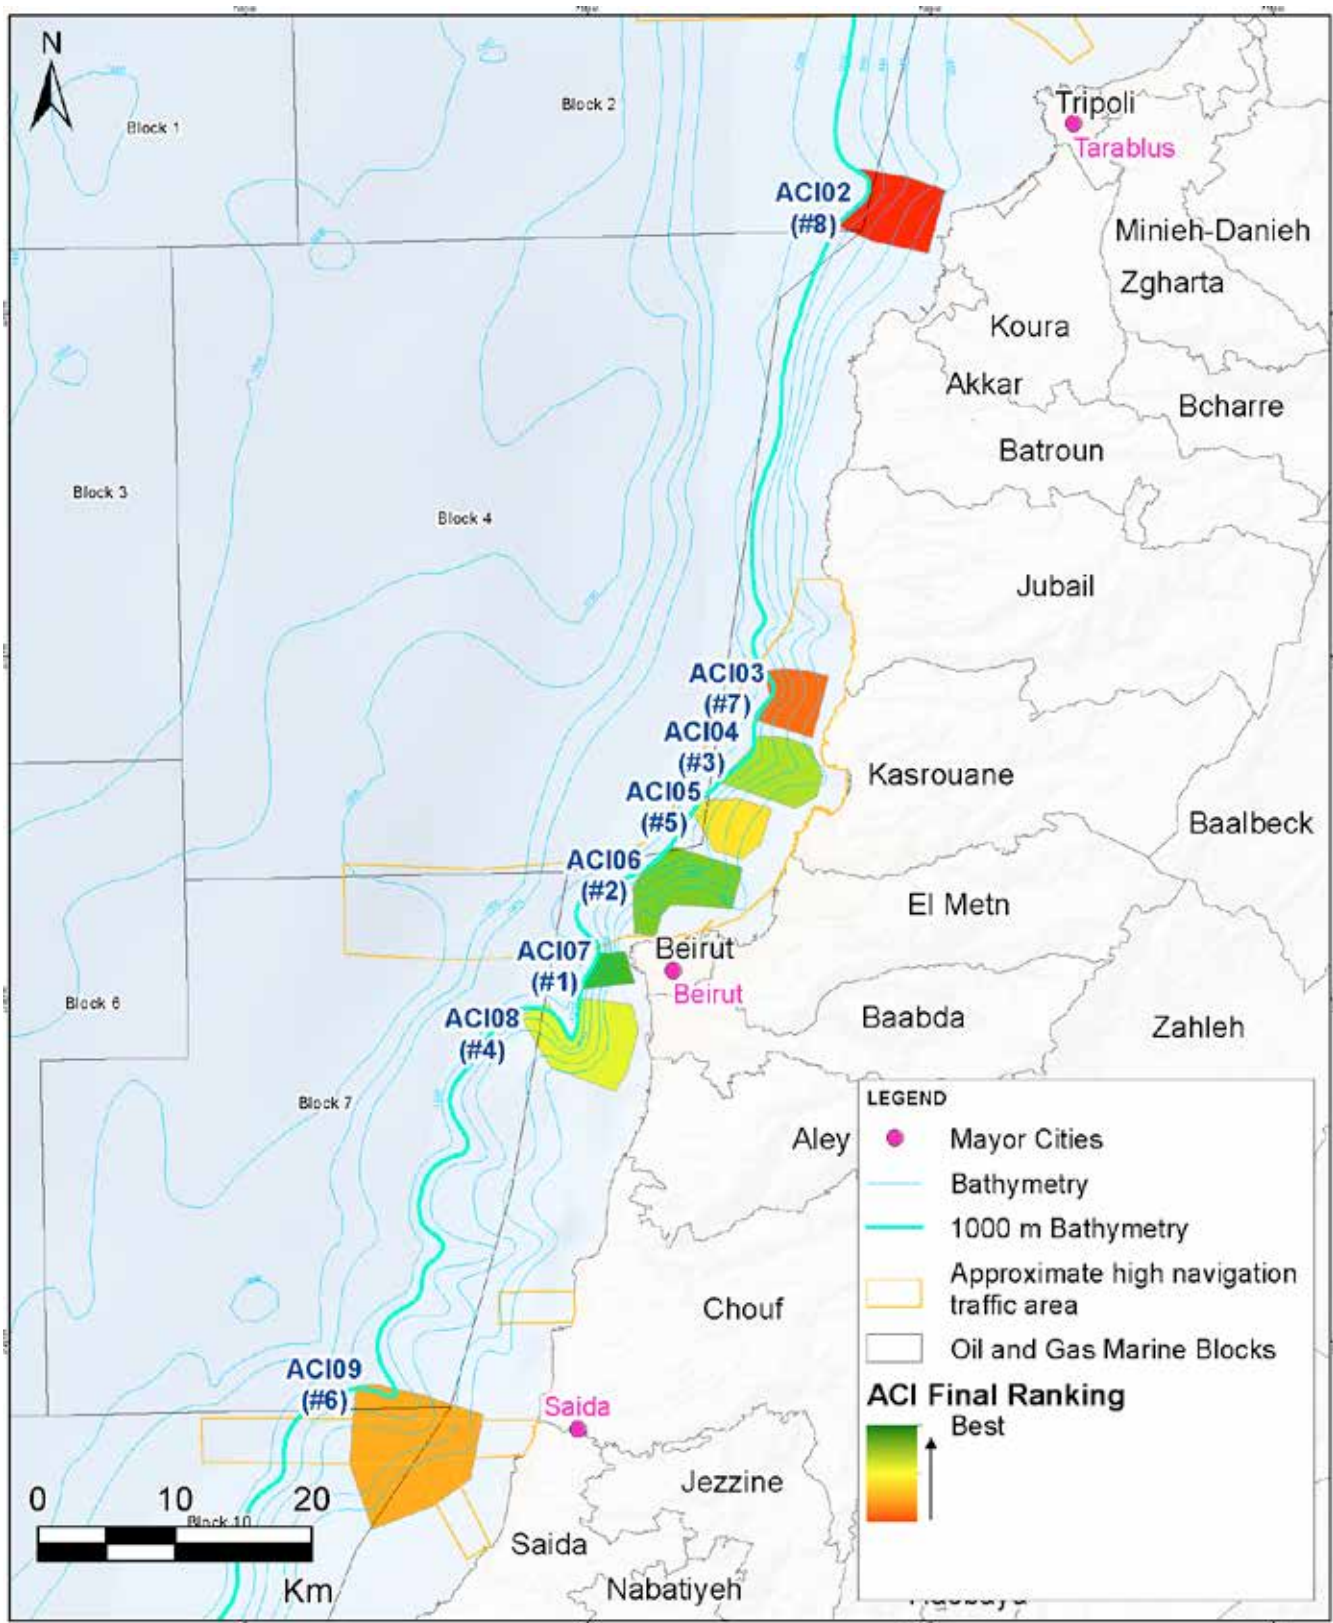 N
Block 1
Block 2
Tripoli
Tarablus
ACI02
(#8)
Minieh-Danieh
Zgharta
Koura
Akkar
Bcharre
Batroun
Block 3
Block 4
Jubail
ACI03
(#7)
ACI04
(#3)
Kasrouane
ACI05
(#5)
Baalbeck
ACI06
(#2)
El Metn
ACI07
(#1)
Beirut
Beirut
Block 6
ACI08
(#4)
Baabda
Zahleh
Block 7
Aley
LEGEND
Mayor Cities
Bathymetry
1000 m Bathymetry
Approximate high navigation
traffic area
Oil and Gas Marine Blocks
ACI Final Ranking
Best
Chouf
ACI09
(#6)
Saida
Jezzine
0 10 20
Block 10
Km
Saida
Nabatiyeh